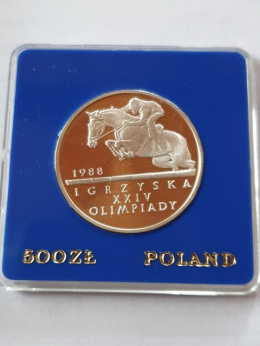 1988
IGRZYSKA
XXIV
OLIMPIADY
500ZŁ POLAND